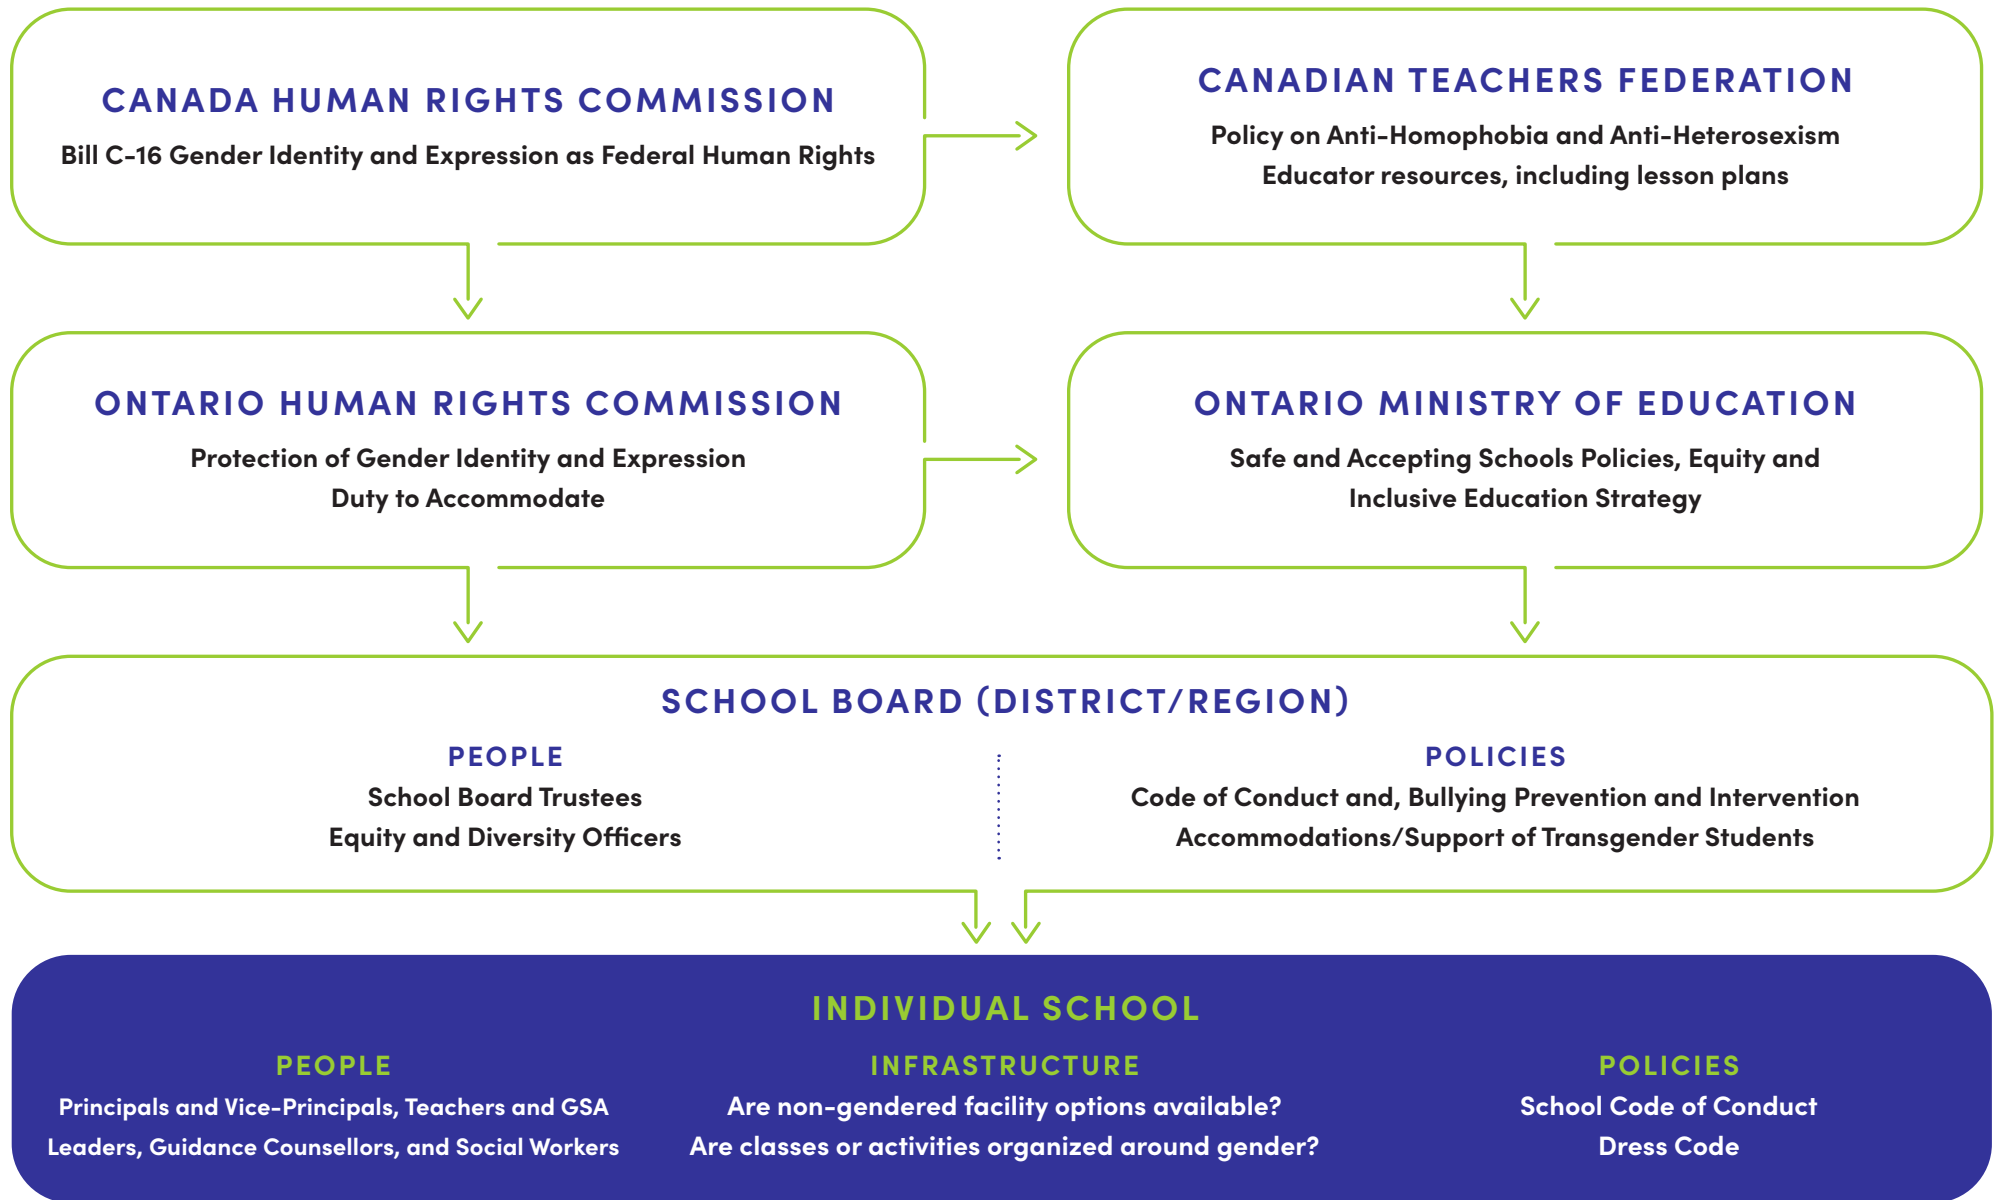 CANADA HUMAN RIGHTS COMMISSION
Bill C-16 Gender Identity and Expression as Federal Human Rights
CANADIAN TEACHERS FEDERATION
Policy on Anti-Homophobia and Anti-Heterosexism
Educator resources, including lesson plans
ONTARIO HUMAN RIGHTS COMMISSION
Protection of Gender Identity and Expression
Duty to Accommodate
ONTARIO MINISTRY OF EDUCATION
Safe and Accepting Schools Policies, Equity and
Inclusive Education Strategy
SCHOOL BOARD (DISTRICT/REGION)
PEOPLE
School Board Trustees
Equity and Diversity Officers
POLICIES
Code of Conduct and, Bullying Prevention and Intervention
Accommodations/Support of Transgender Students
INDIVIDUAL SCHOOL
PEOPLE
Principals and Vice-Principals, Teachers and GSA
Leaders, Guidance Counsellors, and Social Workers
INFRASTRUCTURE
Are non-gendered facility options available?
Are classes or activities organized around gender?
POLICIES
School Code of Conduct
Dress Code